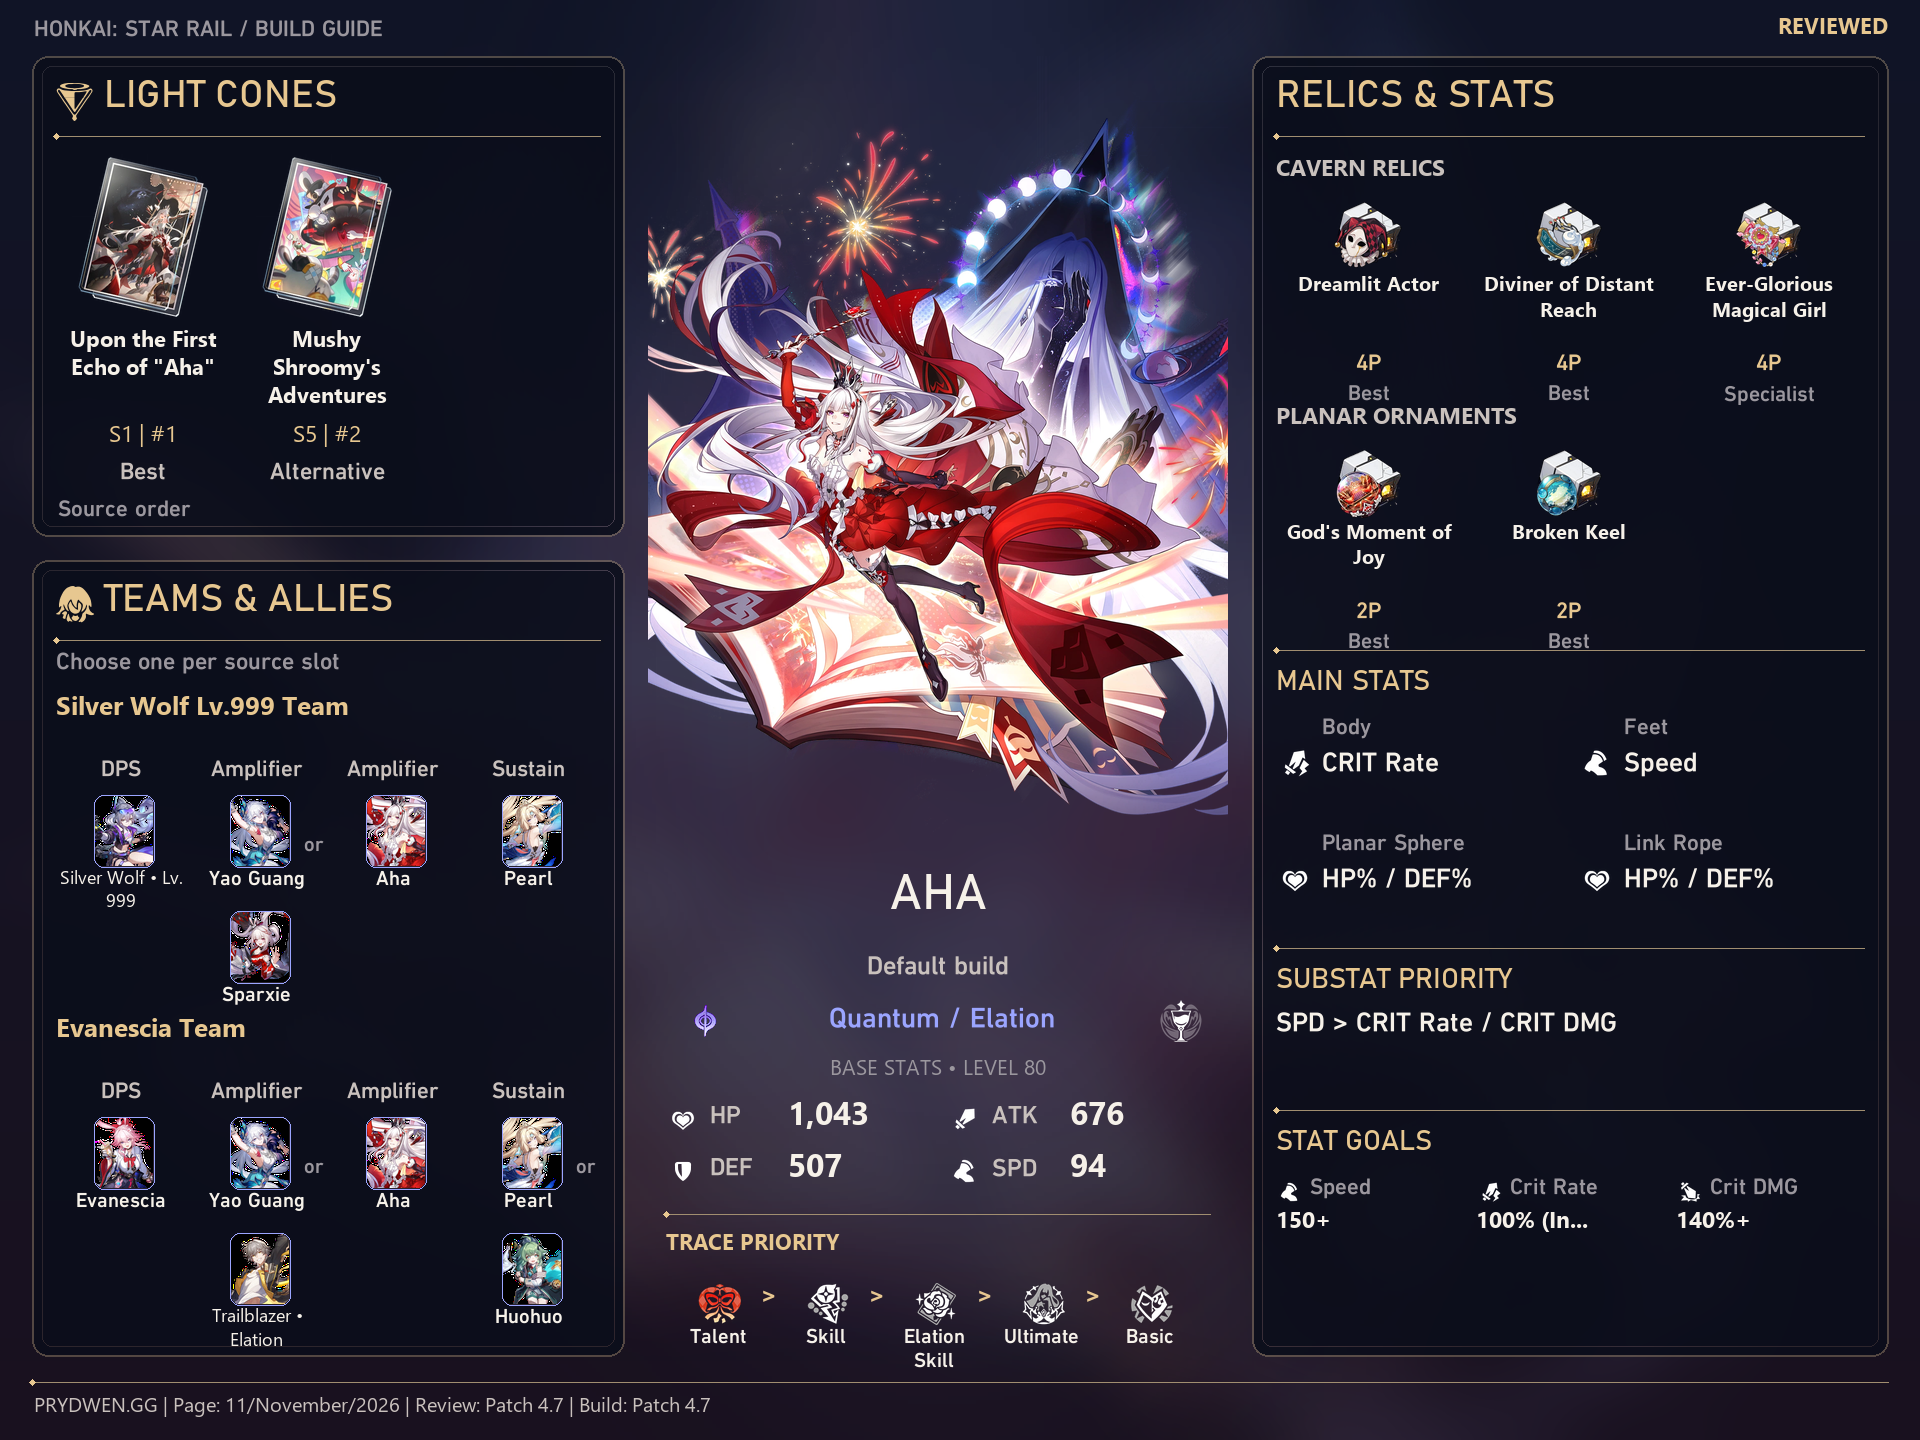 HONKAI: STAR RAIL / BUILD GUIDE
REVIEWED
LIGHT CONES
Upon the First
Echo of "Aha"
S1 | #1
Best
Mushy
Shroomy's
Adventures
S5 | #2
Alternative
Source order
TEAMS & ALLIES
Choose one per source slot
Silver Wolf Lv.999 Team
DPS
Amplifier
Amplifier
Sustain
or
Silver Wolf • Lv.
999
Yao Guang
Aha
Pearl
Sparxie
Evanescia Team
DPS
Amplifier
Amplifier
Sustain
or
or
Evanescia
Yao Guang
Aha
Pearl
Trailblazer •
Elation
Huohuo
AHA
Default build
Quantum / Elation
BASE STATS • LEVEL 80
HP 1,043
ATK 676
DEF 507
SPD 94
TRACE PRIORITY
Talent > Skill > Elation Skill > Ultimate > Basic
RELICS & STATS
CAVERN RELICS
Dreamlit Actor
4P
Best
Diviner of Distant
Reach
4P
Best
Ever-Glorious
Magical Girl
4P
Specialist
PLANAR ORNAMENTS
God's Moment of
Joy
2P
Best
Broken Keel
2P
Best
MAIN STATS
Body
CRIT Rate
Feet
Speed
Planar Sphere
HP% / DEF%
Link Rope
HP% / DEF%
SUBSTAT PRIORITY
SPD > CRIT Rate / CRIT DMG
STAT GOALS
Speed
150+
Crit Rate
100% (In...
Crit DMG
140%+
PRYDWEN.GG | Page: 11/November/2026 | Review: Patch 4.7 | Build: Patch 4.7